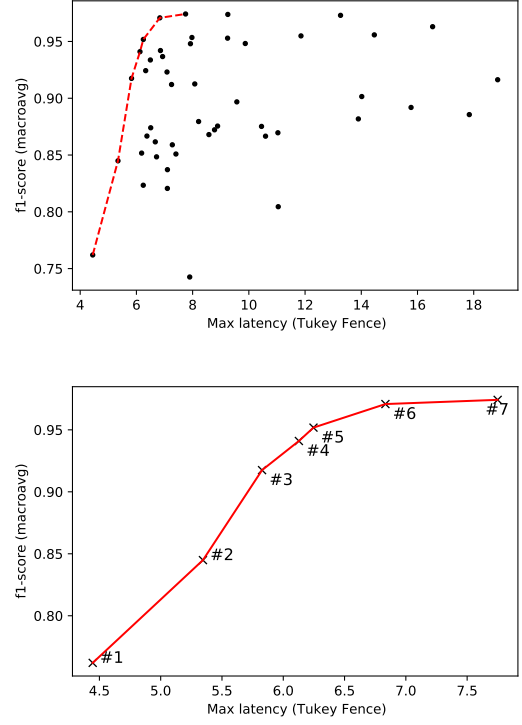 0.95
0.90
0.85
0.80
0.75
f1-score (macroavg)
4 6 8 10 12 14 16 18
Max latency (Tukey Fence)
0.95
0.90
0.85
0.80
f1-score (macroavg)
#7
#6
#5
#4
#3
#2
#1
4.5 5.0 5.5 6.0 6.5 7.0 7.5
Max latency (Tukey Fence)